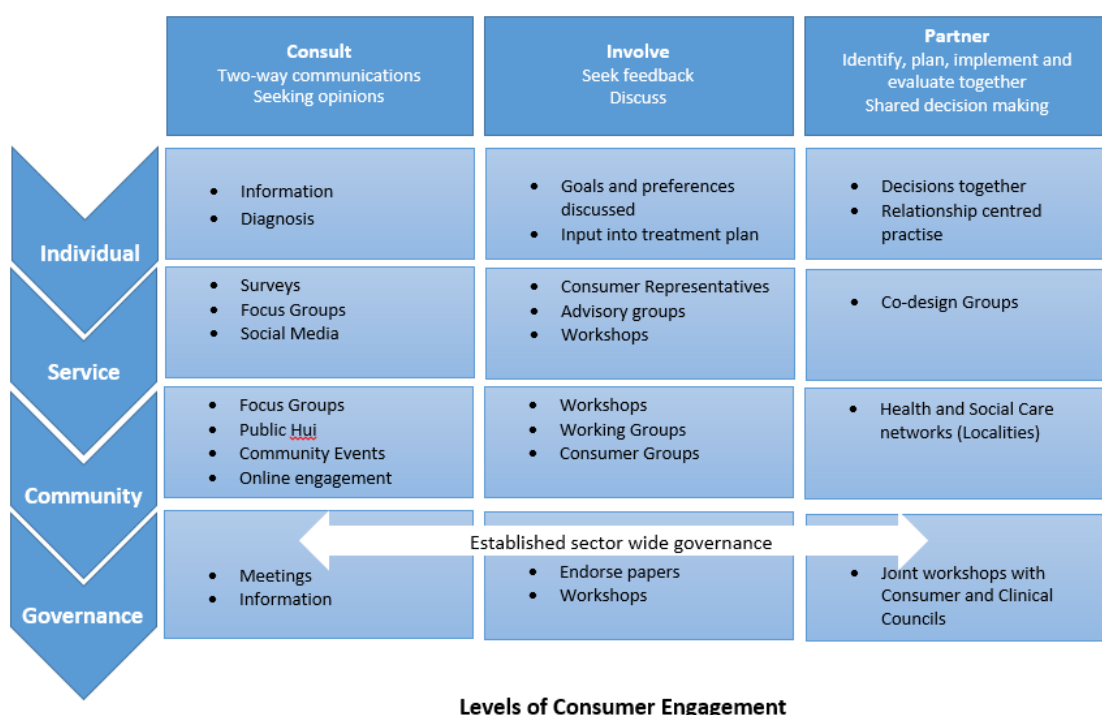 Consult
Two-way communications
Seeking opinions
Involve
Seek feedback
Discuss
Partner
Identify, plan, implement and
evaluate together
Shared decision making
Individual
• Information
• Diagnosis
• Goals and preferences
discussed
• Input into treatment plan
• Decisions together
• Relationship centred
practise
Service
• Surveys
• Focus Groups
• Social Media
• Consumer Representatives
• Advisory groups
• Workshops
• Co-design Groups
Community
• Focus Groups
• Public Hui
• Community Events
• Online engagement
• Workshops
• Working Groups
• Consumer Groups
• Health and Social Care
networks (Localities)
Governance
Established sector wide governance
• Meetings
• Information
• Endorse papers
• Workshops
• Joint workshops with
Consumer and Clinical
Councils
Levels of Consumer Engagement